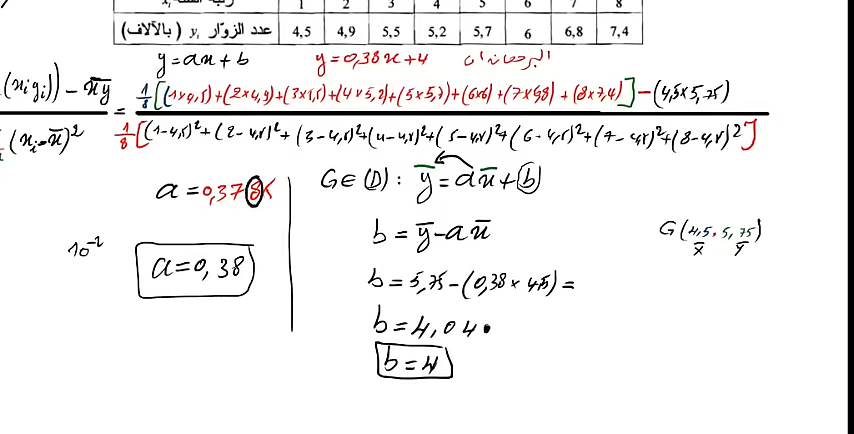 1 2 3 4 5 6 7 8
عدد الزوّار yᵢ ( بالآلاف) 4,5 4,9 5,5 5,2 5,7 6 6,8 7,4
y=ax+b y=0,38x+4
(xᵢyᵢ)) - x̄ȳ = 1/8[(1×4,5)+(2×4,9)+(3×5,5)+(4×5,2)+(5×5,7)+(6×6)+(7×6,8)+(8×7,4)] - (4,5×5,75)
(xᵢ-x̄)² 1/8[(1-4,5)²+(2-4,5)²+(3-4,5)²+(4-4,5)²+(5-4,5)²+(6-4,5)²+(7-4,5)²+(8-4,5)²]
a=0,378
G∈(D): ȳ=ax̄+b
b=ȳ-ax̄
G(4,5, 5,75)
x̄ ȳ
10⁻²
a=0,38
b=5,75-(0,38×4,5)=
b=4,04
b=4